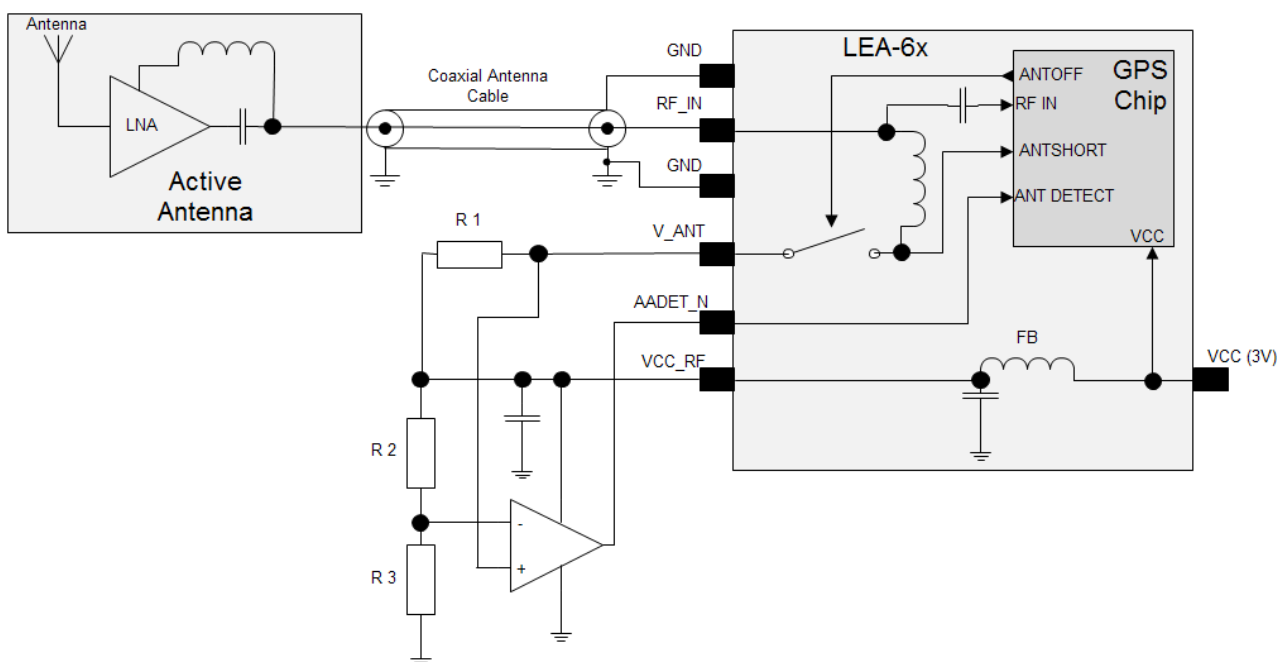 Antenna
LNA
Active
Antenna
Coaxial Antenna
Cable
GND
RF_IN
GND
V_ANT
AADET_N
VCC_RF
LEA-6x
GPS
Chip
ANTOFF
RF IN
ANTSHORT
ANT DETECT
VCC
FB
VCC (3V)
R 1
R 2
R 3
-
+